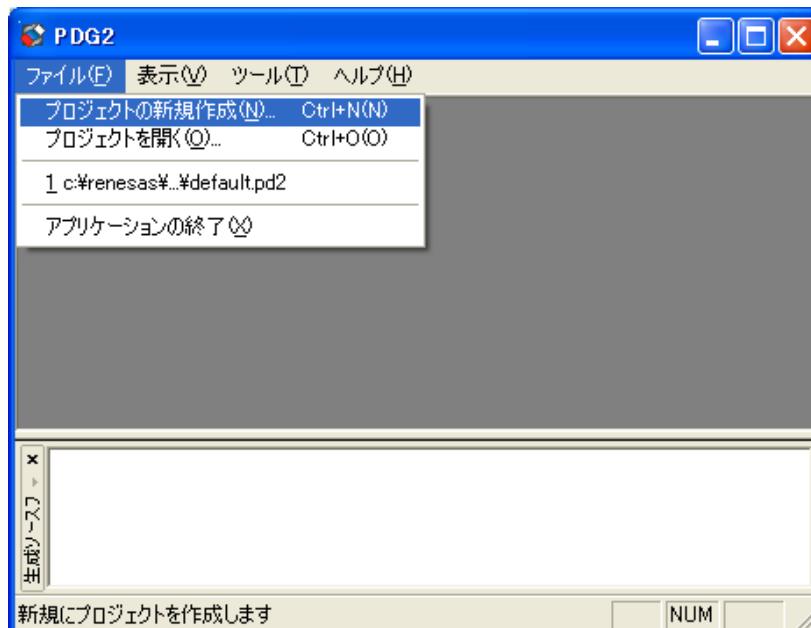 PDG2
ファイル(F) 表示(V) ツール(T) ヘルプ(H)
プロジェクトの新規作成(N)... Ctrl+N(N)
プロジェクトを開く(O)... Ctrl+O(O)
1 c:¥renesas¥...¥default.pd2
アプリケーションの終了(X)
生成ソースフ
新規にプロジェクトを作成します NUM